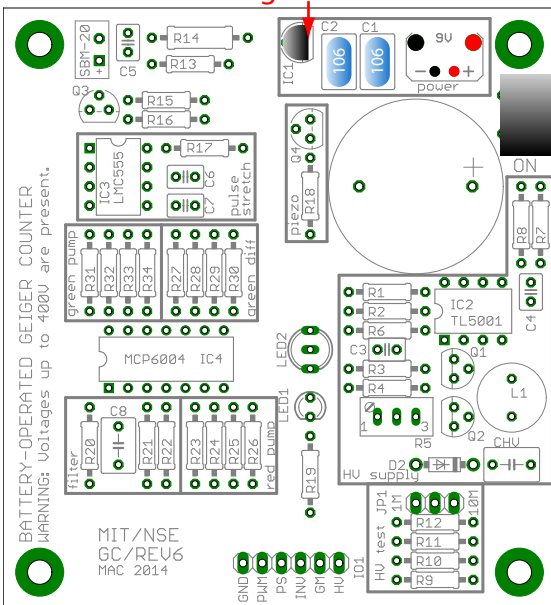 SBM-20
+
C5
R14
R13
Q3
R15
R16
IC1
C2
C1
106
106
9V
- +
power
ON
IC3
LMC555
R17
C6
C7
pulse
stretch
Q4
R18
piezo
R8
R7
C4
green pump
R31
R32
R33
R34
R27
R28
R29
R30
green diff
R1
R2
R6
C3
R3
R4
IC2
TL5001
Q1
Q2
L1
LED2
LED1
MCP6004 IC4
1
3
R5
HV supply
D2
CHV
filter
R20
C8
R21
R22
R23
R24
R25
R26
red pump
R19
BATTERY-OPERATED GEIGER COUNTER
WARNING: Voltages up to 400V are present.
HV test JP1
1M
10M
R12
R11
R10
R9
MIT/NSE
GC/REV6
MAC 2014
IO1
GND
PWM
PS
INV
GM
HV